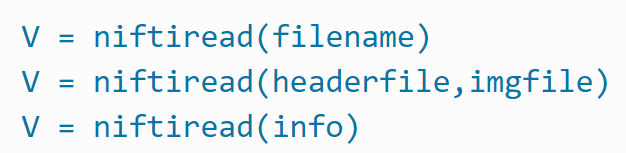 V = niftiread(filename)
V = niftiread(headerfile,imgfile)
V = niftiread(info)